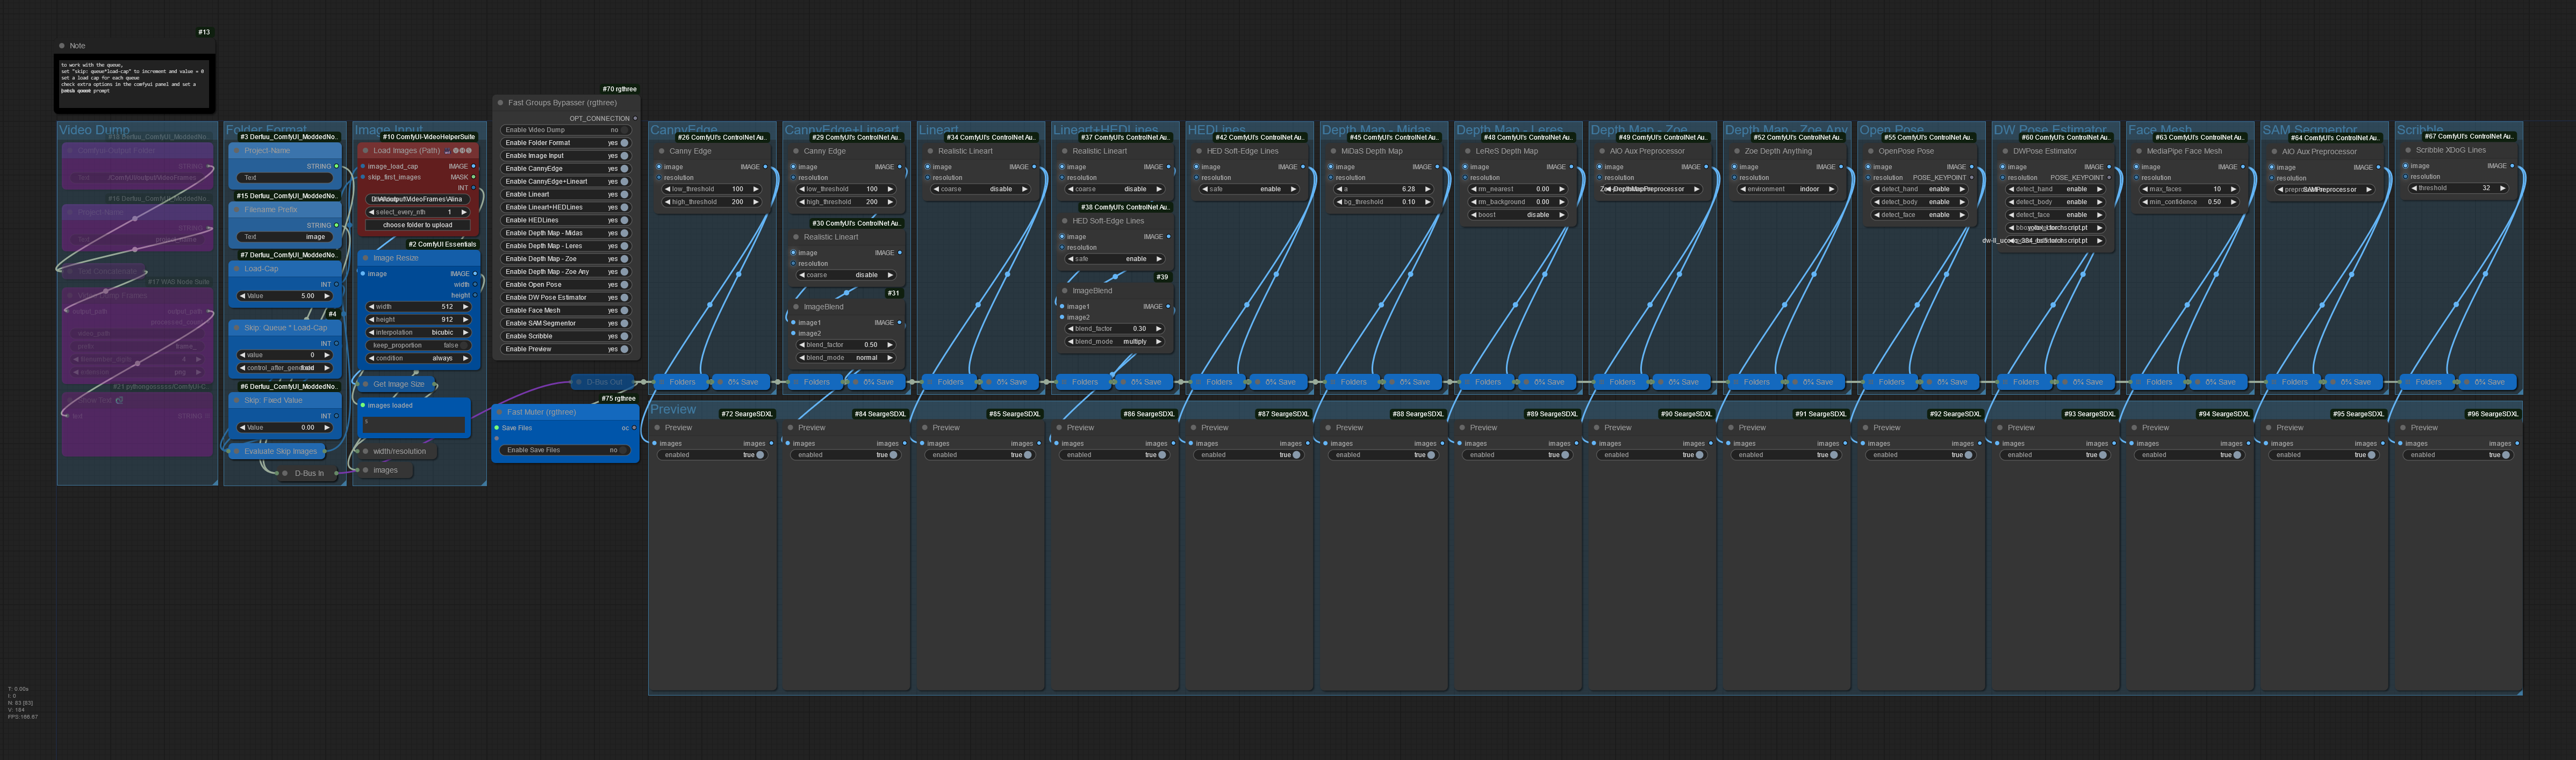 #13
Note
to work with the queue,
set "skip: queue*load-cap" to increment and value = 0
set a load cap for each queue
check extra options in the comfyui panel and set a
prompt
Video Dump
Text
Project-Name
Text
Text Concatenate
#17 WAS Node Suite
output_path
Folder Format
#3 Derfuu_ComfyUI_ModdedNo..
Project-Name
STRING
Text
#15 Derfuu_ComfyUI_ModdedNo..
Filename Prefix
STRING
Text image
#7 Derfuu_ComfyUI_ModdedNo..
Load-Cap
INT
Value 5.00
#4
Skip: Queue * Load-Cap
INT
value 0
#6 Derfuu_ComfyUI_ModdedNo..
Skip: Fixed Value
INT
Value 0.00
Evaluate Skip Images
D-Bus In
Image Input
#10 ComfyUI-VideoHelperSuite
Load Images (Path)
image_load_cap IMAGE
skip_first_images MASK
INT
select_every_nth 1
choose folder to upload
#2 ComfyUI Essentials
Image Resize
image IMAGE
width
height
width 512
height 912
interpolation bicubic
keep_proportion false
condition always
Get Image Size
images loaded
width/resolution
images
#70 rgthree
Fast Groups Bypasser (rgthree)
OPT_CONNECTION
Enable Video Dump no
Enable Folder Format yes
Enable Image Input yes
Enable CannyEdge yes
Enable CannyEdge+Lineart yes
Enable Lineart yes
Enable Lineart+HEDLines yes
Enable HEDLines yes
Enable Depth Map - Midas yes
Enable Depth Map - Leres yes
Enable Depth Map - Zoe yes
Enable Depth Map - Zoe Any yes
Enable Open Pose yes
Enable DW Pose Estimator yes
Enable Face Mesh yes
Enable SAM Segmentor yes
Enable Scribble yes
Enable Preview yes
D-Bus Out
#75 rgthree
Fast Muter (rgthree)
Save Files oc
Enable Save Files no
CannyEdge
#26 ComfyUI's ControlNet Au..
Canny Edge
image IMAGE
resolution
low_threshold 100
high_threshold 200
Folders Save
CannyEdge+Lineart
#29 ComfyUI's ControlNet Au..
Canny Edge
image IMAGE
resolution
low_threshold 100
high_threshold 200
#30 ComfyUI's ControlNet Au..
Realistic Lineart
image IMAGE
resolution
coarse disable
#31
ImageBlend
image1 IMAGE
image2
blend_factor 0.50
blend_mode normal
Folders Save
Lineart
#34 ComfyUI's ControlNet Au..
Realistic Lineart
image IMAGE
resolution
coarse disable
Folders Save
Lineart+HEDLines
#37 ComfyUI's ControlNet Au..
Realistic Lineart
image IMAGE
resolution
coarse disable
#38 ComfyUI's ControlNet Au..
HED Soft-Edge Lines
image IMAGE
resolution
safe enable
#39
ImageBlend
image1 IMAGE
image2
blend_factor 0.30
blend_mode multiply
Folders Save
HEDLines
#42 ComfyUI's ControlNet Au..
HED Soft-Edge Lines
image IMAGE
resolution
safe enable
Folders Save
Depth Map - Midas
#45 ComfyUI's ControlNet Au..
MiDaS Depth Map
image IMAGE
resolution
a 6.28
bg_threshold 0.10
Folders Save
Depth Map - Leres
#48 ComfyUI's ControlNet Au..
LeReS Depth Map
image IMAGE
resolution
rm_nearest 0.00
rm_background 0.00
boost disable
Folders Save
Depth Map - Zoe
#49 ComfyUI's ControlNet Au..
AIO Aux Preprocessor
image IMAGE
resolution
Folders Save
Depth Map - Zoe Any
#52 ComfyUI's ControlNet Au..
Zoe Depth Anything
image IMAGE
resolution
environment indoor
Folders Save
Open Pose
#55 ComfyUI's ControlNet Au..
OpenPose Pose
image IMAGE
resolution POSE_KEYPOINT
detect_hand enable
detect_body enable
detect_face enable
Folders Save
DW Pose Estimator
#60 ComfyUI's ControlNet Au..
DWPose Estimator
image IMAGE
resolution POSE_KEYPOINT
detect_hand enable
detect_body enable
detect_face enable
Folders Save
Face Mesh
#63 ComfyUI's ControlNet Au..
MediaPipe Face Mesh
image IMAGE
resolution
max_faces 10
min_confidence 0.50
Folders Save
SAM Segmentor
#64 ComfyUI's ControlNet Au..
AIO Aux Preprocessor
image IMAGE
resolution
Folders Save
Scribble
#67 ComfyUI's ControlNet Au..
Scribble XDoG Lines
image IMAGE
resolution
threshold 32
Folders Save
Preview
#72 SeargeSDXL
Preview
images images
enabled true
#84 SeargeSDXL
Preview
images images
enabled true
#85 SeargeSDXL
Preview
images images
enabled true
#86 SeargeSDXL
Preview
images images
enabled true
#87 SeargeSDXL
Preview
images images
enabled true
#88 SeargeSDXL
Preview
images images
enabled true
#89 SeargeSDXL
Preview
images images
enabled true
#90 SeargeSDXL
Preview
images images
enabled true
#91 SeargeSDXL
Preview
images images
enabled true
#92 SeargeSDXL
Preview
images images
enabled true
#93 SeargeSDXL
Preview
images images
enabled true
#94 SeargeSDXL
Preview
images images
enabled true
#95 SeargeSDXL
Preview
images images
enabled true
#96 SeargeSDXL
Preview
images images
enabled true
T: 0.00s
I: 0
N: 83 [83]
V: 164
FPS:166.67